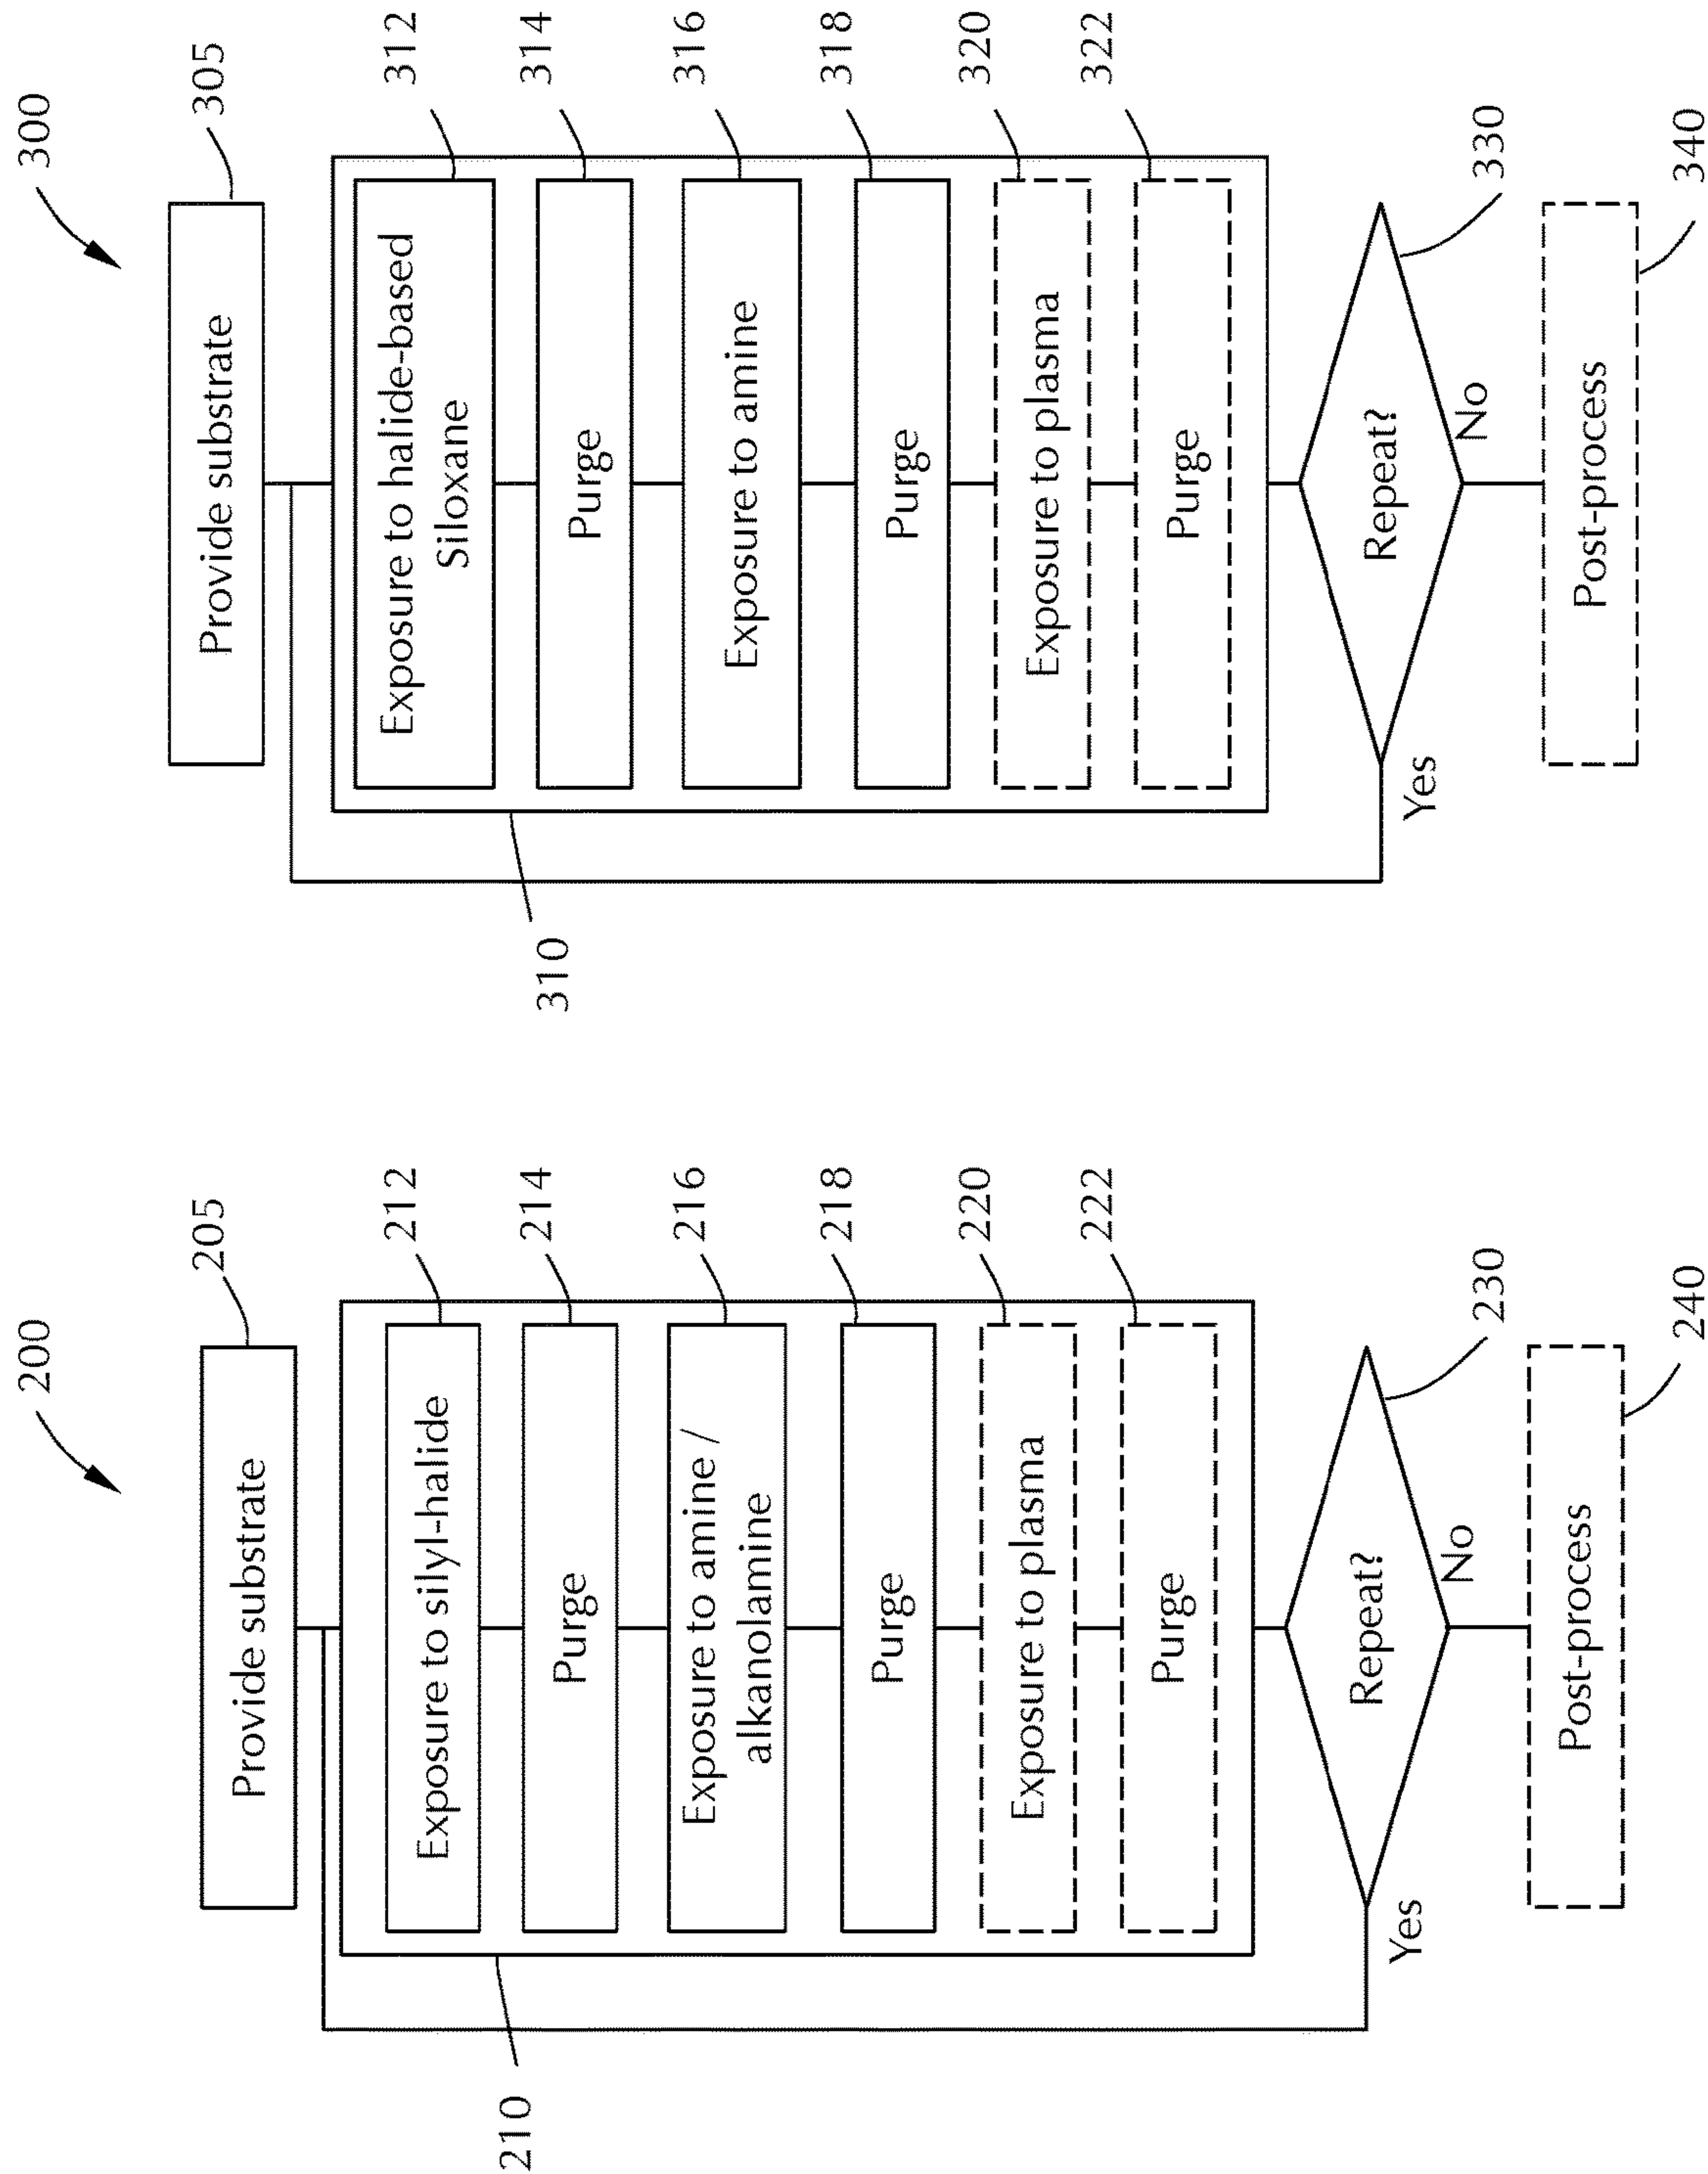 200
205
Provide substrate
210
212
Exposure to silyl-halide
214
Purge
216
Exposure to amine /
alkanolamine
218
Purge
220
Exposure to plasma
222
Purge
230
Repeat?
Yes
No
240
Post-process
300
305
Provide substrate
310
312
Exposure to halide-based
Siloxane
314
Purge
316
Exposure to amine
318
Purge
320
Exposure to plasma
322
Purge
330
Repeat?
Yes
No
340
Post-process